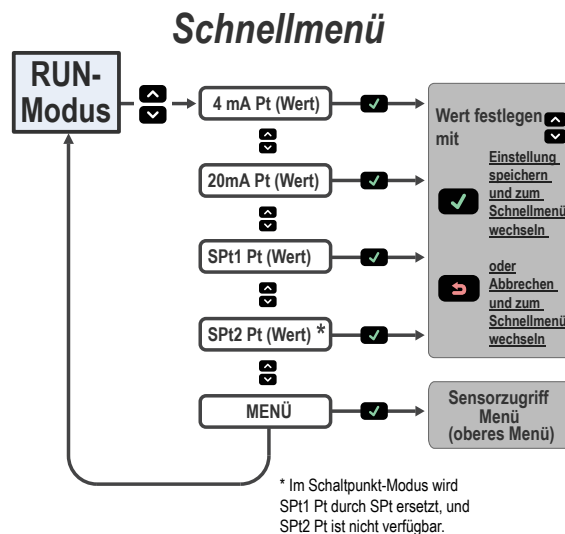 Schnellmenü
RUN-
Modus
4 mA Pt (Wert)
20mA Pt (Wert)
SPt1 Pt (Wert)
SPt2 Pt (Wert) *
MENÜ
Wert festlegen
mit
Einstellung
speichern
und zum
Schnellmenü
wechseln
oder
Abbrechen
und zum
Schnellmenü
wechseln
Sensorzugriff
Menü
(oberes Menü)
* Im Schaltpunkt-Modus wird
SPt1 Pt durch SPt ersetzt, und
SPt2 Pt ist nicht verfügbar.